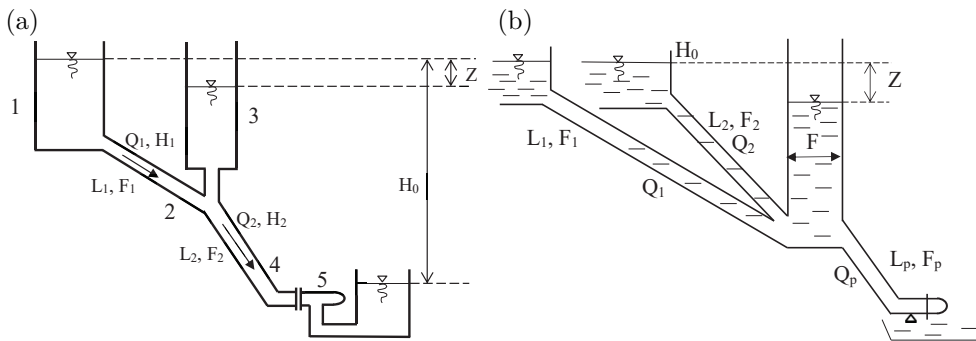 (a)
1
Q1, H1
L1, F1
2
3
Z
H0
Q2, H2
L2, F2
4
5
(b)
H0
Z
L2, F2
Q2
L1, F1
Q1
F
Lp, Fp
Qp